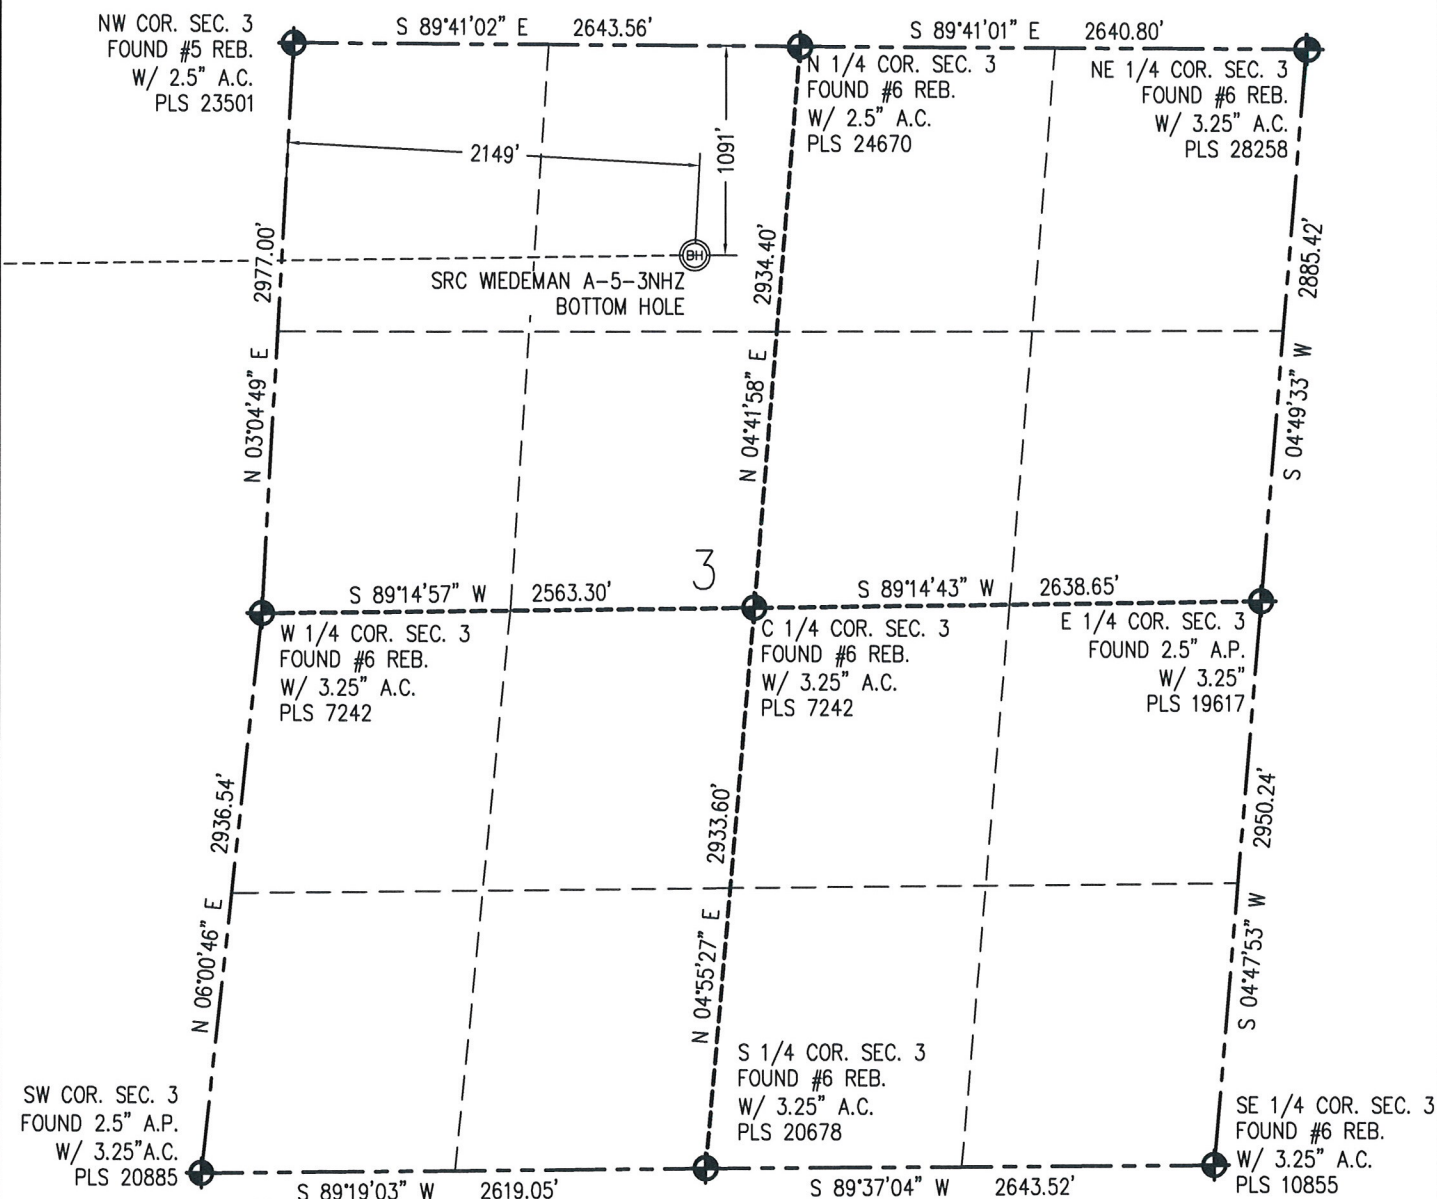 NW COR. SEC. 3
FOUND #5 REB.
W/ 2.5" A.C.
PLS 23501
S 89°41'02" E 2643.56'
S 89°41'01" E 2640.80'
N 1/4 COR. SEC. 3
FOUND #6 REB.
W/ 2.5" A.C.
PLS 24670
NE 1/4 COR. SEC. 3
FOUND #6 REB.
W/ 3.25" A.C.
PLS 28258
2149'
1091'
BH
SRC WIEDEMAN A-5-3NHZ
BOTTOM HOLE
N 03°04'49" E 2977.00'
N 04°41'58" E 2934.40'
S 04°49'33" W 2885.42'
3
S 89°14'57" W 2563.30'
S 89°14'43" W 2638.65'
W 1/4 COR. SEC. 3
FOUND #6 REB.
W/ 3.25" A.C.
PLS 7242
C 1/4 COR. SEC. 3
FOUND #6 REB.
W/ 3.25" A.C.
PLS 7242
E 1/4 COR. SEC. 3
FOUND 2.5" A.P.
W/ 3.25"
PLS 19617
N 06°00'46" E 2936.54'
N 04°55'27" E 2933.60'
S 04°47'53" W 2950.24'
SW COR. SEC. 3
FOUND 2.5" A.P.
W/ 3.25"A.C.
PLS 20885
S 1/4 COR. SEC. 3
FOUND #6 REB.
W/ 3.25" A.C.
PLS 20678
SE 1/4 COR. SEC. 3
FOUND #6 REB.
W/ 3.25" A.C.
PLS 10855
S 89°19'03" W 2619.05'
S 89°37'04" W 2643.52'